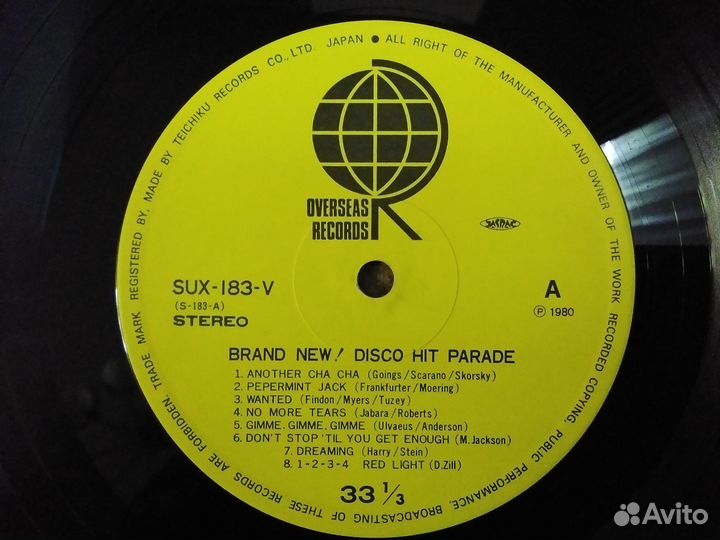 TRADE MARK REGISTERED BY, MADE BY TEICHIKU RECORDS CO., LTD. JAPAN • ALL RIGHT OF THE MANUFACTURER AND OWNER OF THE WORK RECORDED COPYING, PUBLIC PERFORMANCE, BROADCASTING OF THESE RECORDS ARE FORBIDDEN.
R
OVERSEAS
RECORDS
SUX-183-V
(S-183-A)
STEREO
JASRAC
A
Ⓟ 1980
BRAND NEW! DISCO HIT PARADE
1. ANOTHER CHA CHA (Goings/Scarano/Skorsky)
2. PEPERMINT JACK (Frankfurter/Moering)
3. WANTED (Findon/Myers/Tuzey)
4. NO MORE TEARS (Jabara/Roberts)
5. GIMME, GIMME, GIMME (Ulvaeus/Anderson)
6. DON'T STOP 'TIL YOU GET ENOUGH (M.Jackson)
7. DREAMING (Harry/Stein)
8. 1-2-3-4 RED LIGHT (D.Zill)
33 1/3
Avito